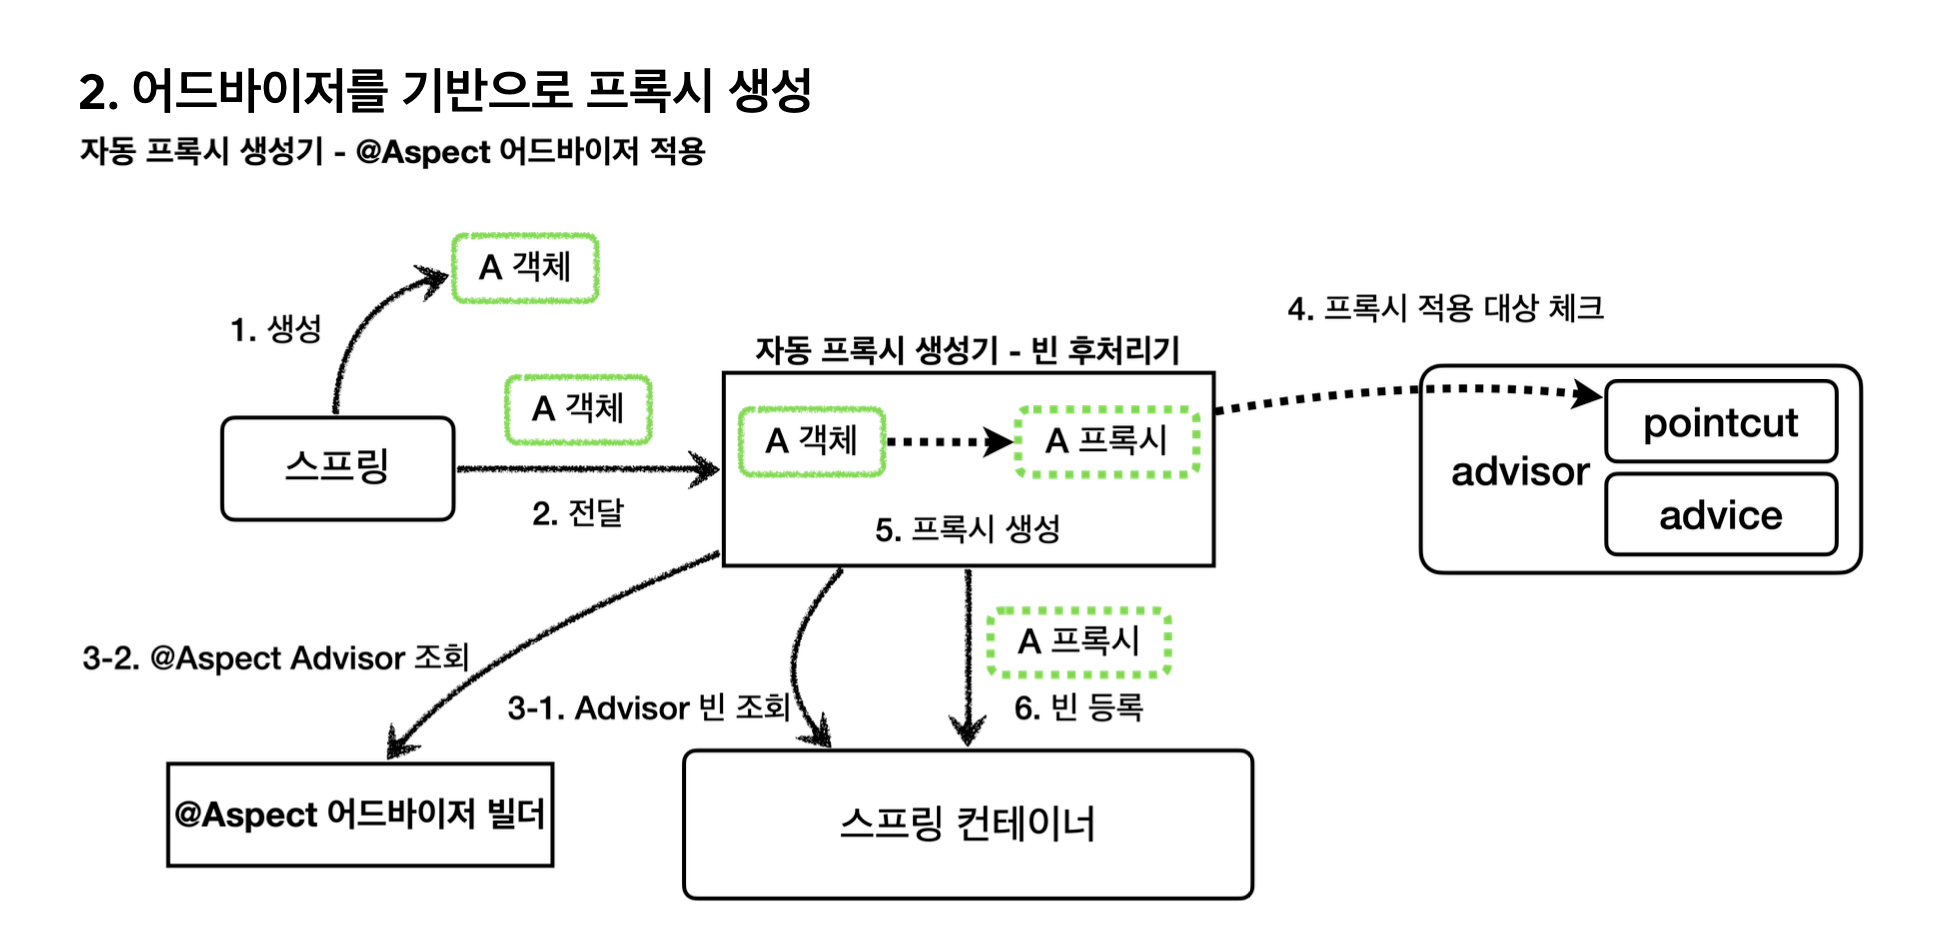 2. 어드바이저를 기반으로 프록시 생성
자동 프록시 생성기 - @Aspect 어드바이저 적용
A 객체
1. 생성
4. 프록시 적용 대상 체크
자동 프록시 생성기 - 빈 후처리기
A 객체
A 객체
A 프록시
pointcut
스프링
advisor
2. 전달
5. 프록시 생성
advice
A 프록시
3-2. @Aspect Advisor 조회
3-1. Advisor 빈 조회
6. 빈 등록
@Aspect 어드바이저 빌더
스프링 컨테이너